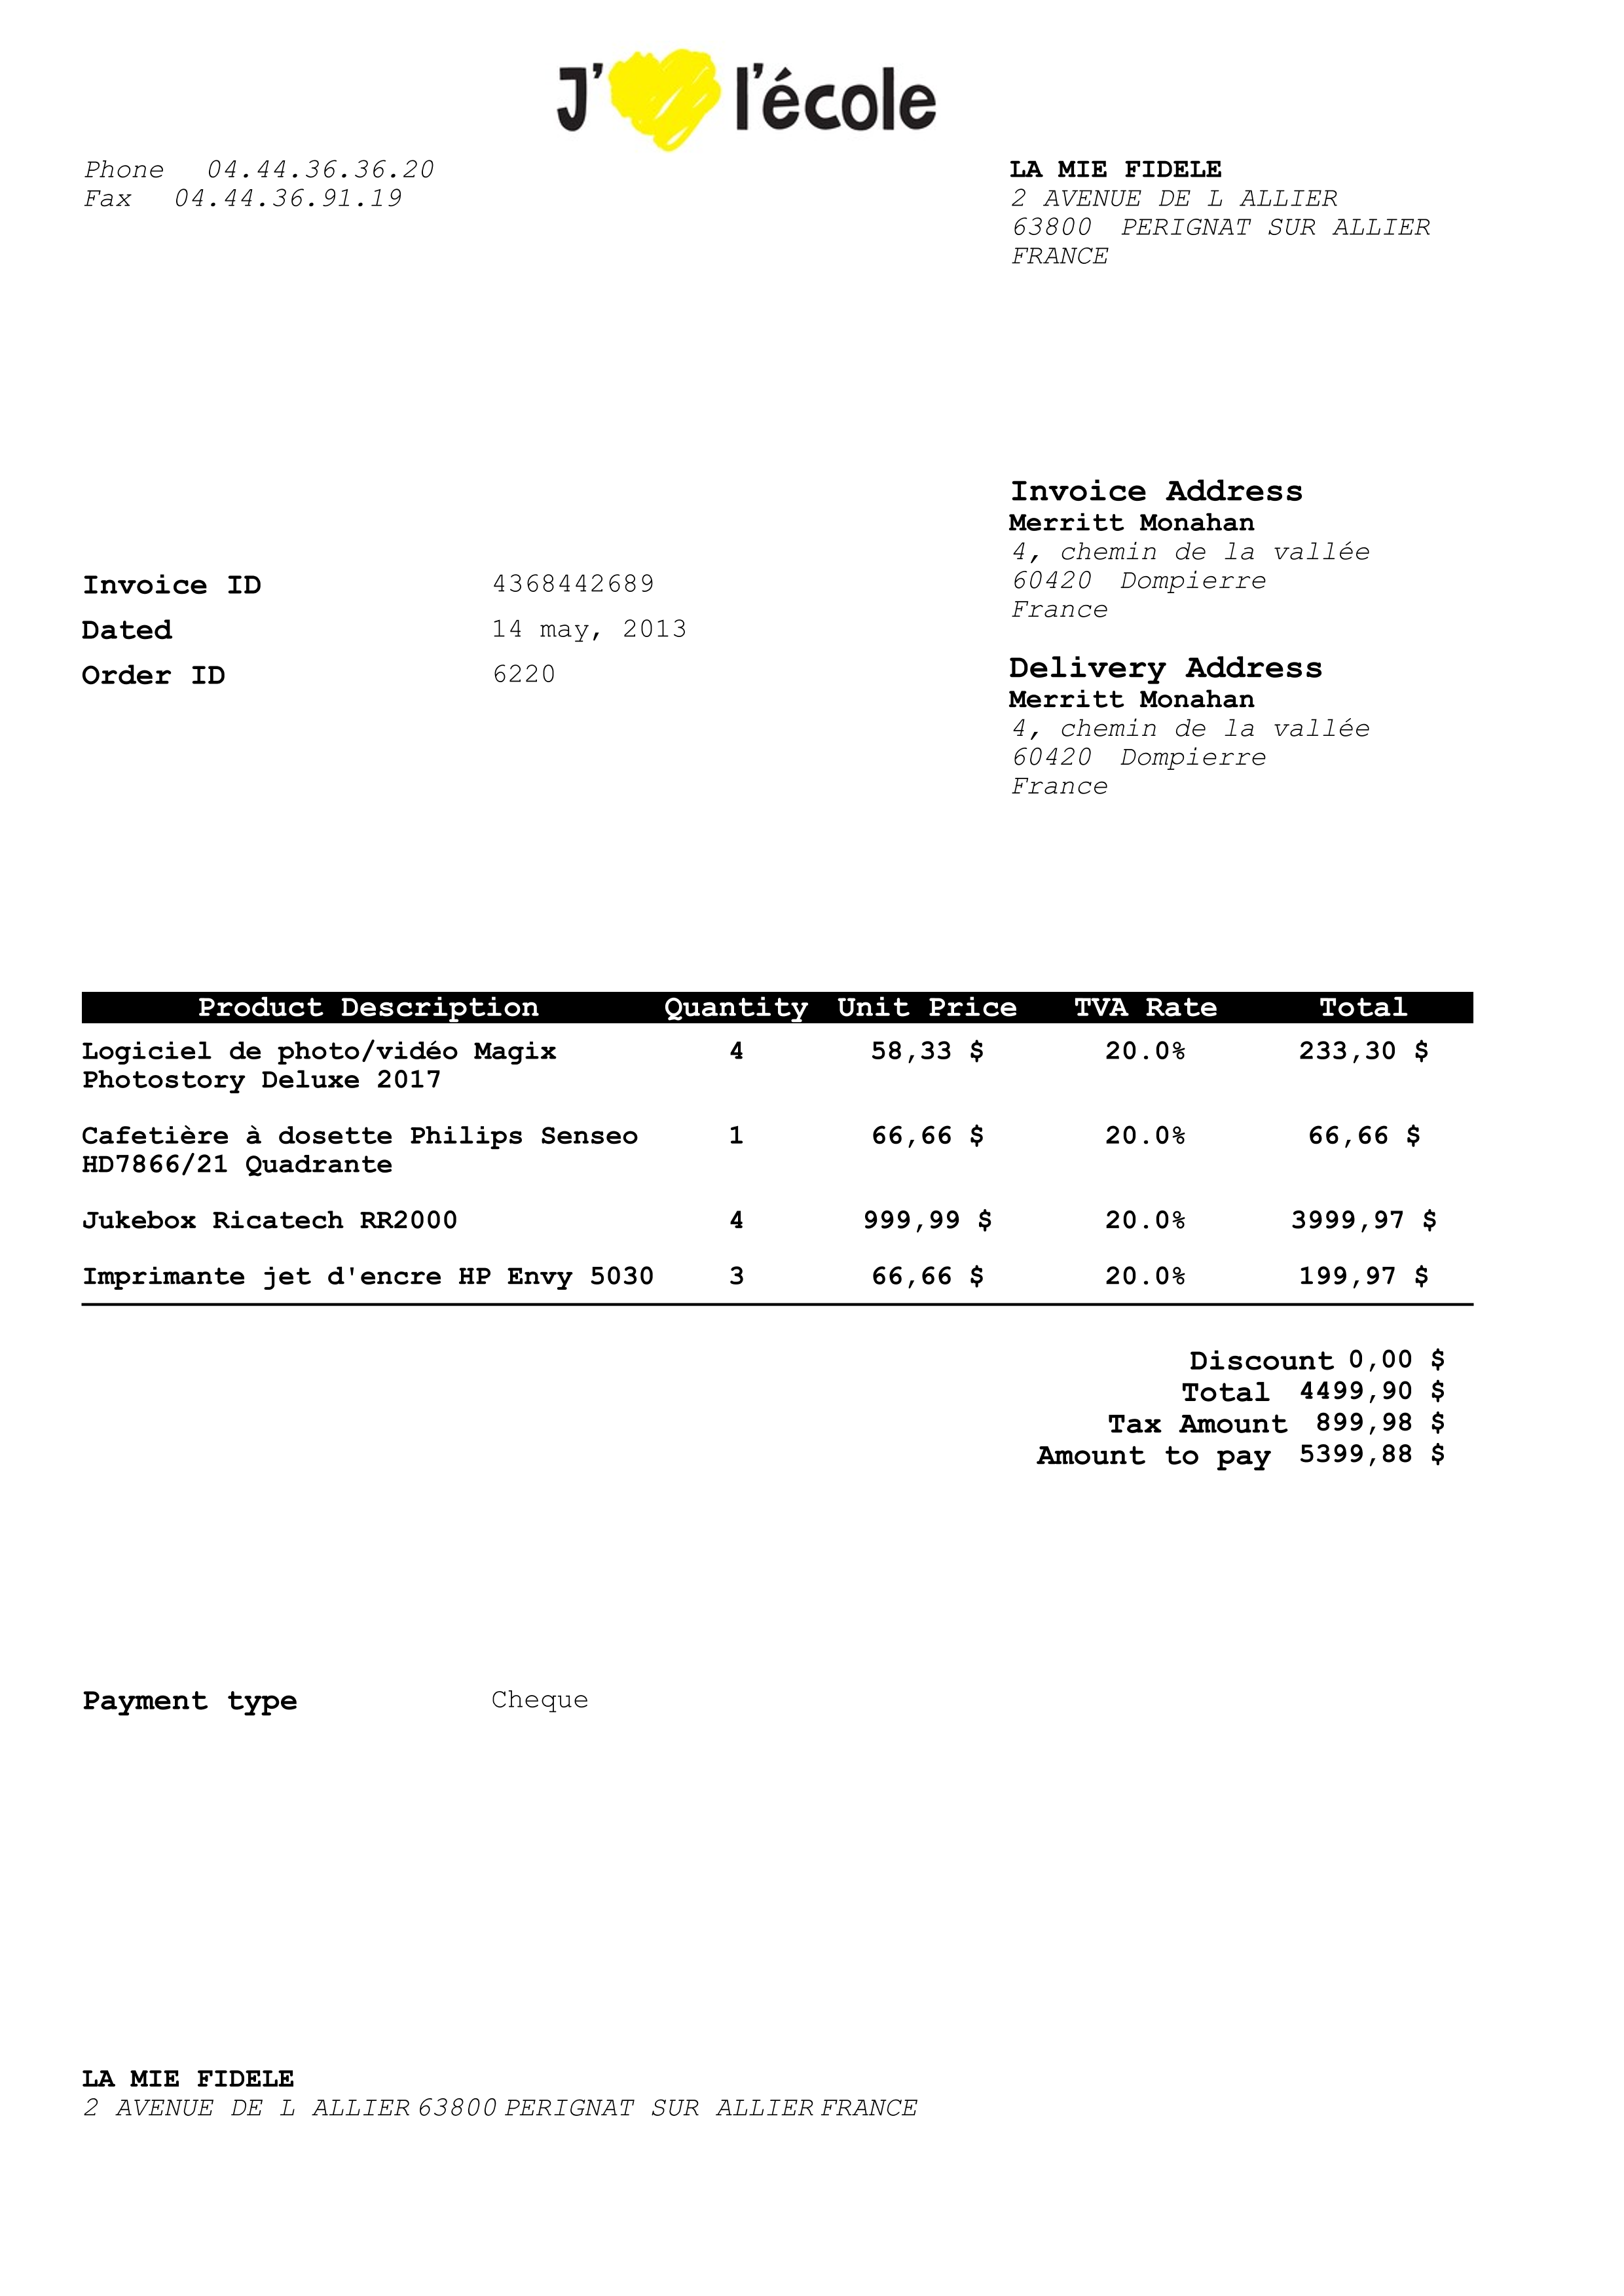 J' l'école
Phone 04.44.36.36.20
Fax 04.44.36.91.19
LA MIE FIDELE
2 AVENUE DE L ALLIER
63800 PERIGNAT SUR ALLIER
FRANCE
Invoice Address
Merritt Monahan
4, chemin de la vallée
60420 Dompierre
France
Invoice ID 4368442689
Dated 14 may, 2013
Order ID 6220
Delivery Address
Merritt Monahan
4, chemin de la vallée
60420 Dompierre
France
Product Description Quantity Unit Price TVA Rate Total
Logiciel de photo/vidéo Magix 4 58,33 $ 20.0% 233,30 $
Photostory Deluxe 2017
Cafetière à dosette Philips Senseo 1 66,66 $ 20.0% 66,66 $
HD7866/21 Quadrante
Jukebox Ricatech RR2000 4 999,99 $ 20.0% 3999,97 $
Imprimante jet d'encre HP Envy 5030 3 66,66 $ 20.0% 199,97 $
Discount 0,00 $
Total 4499,90 $
Tax Amount 899,98 $
Amount to pay 5399,88 $
Payment type Cheque
LA MIE FIDELE
2 AVENUE DE L ALLIER 63800 PERIGNAT SUR ALLIER FRANCE